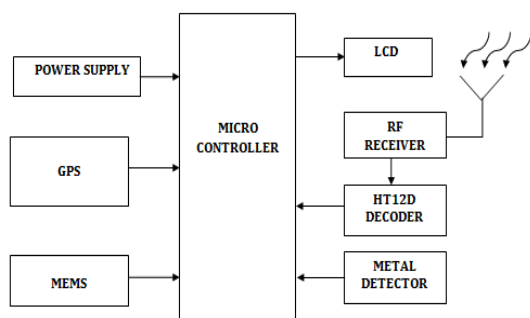 POWER SUPPLY
GPS
MEMS
MICRO
CONTROLLER
LCD
RF
RECEIVER
HT12D
DECODER
METAL
DETECTOR